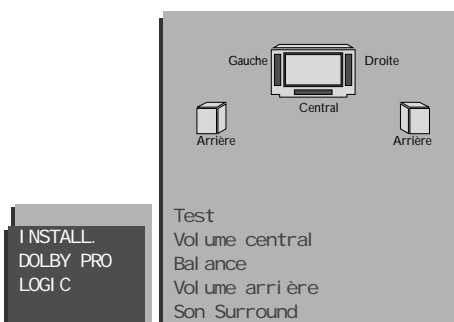 Gauche Droite
Central
Arrière Arrière
INSTALL.
DOLBY PRO
LOGIC
Test
Volume central
Balance
Volume arrière
Son Surround